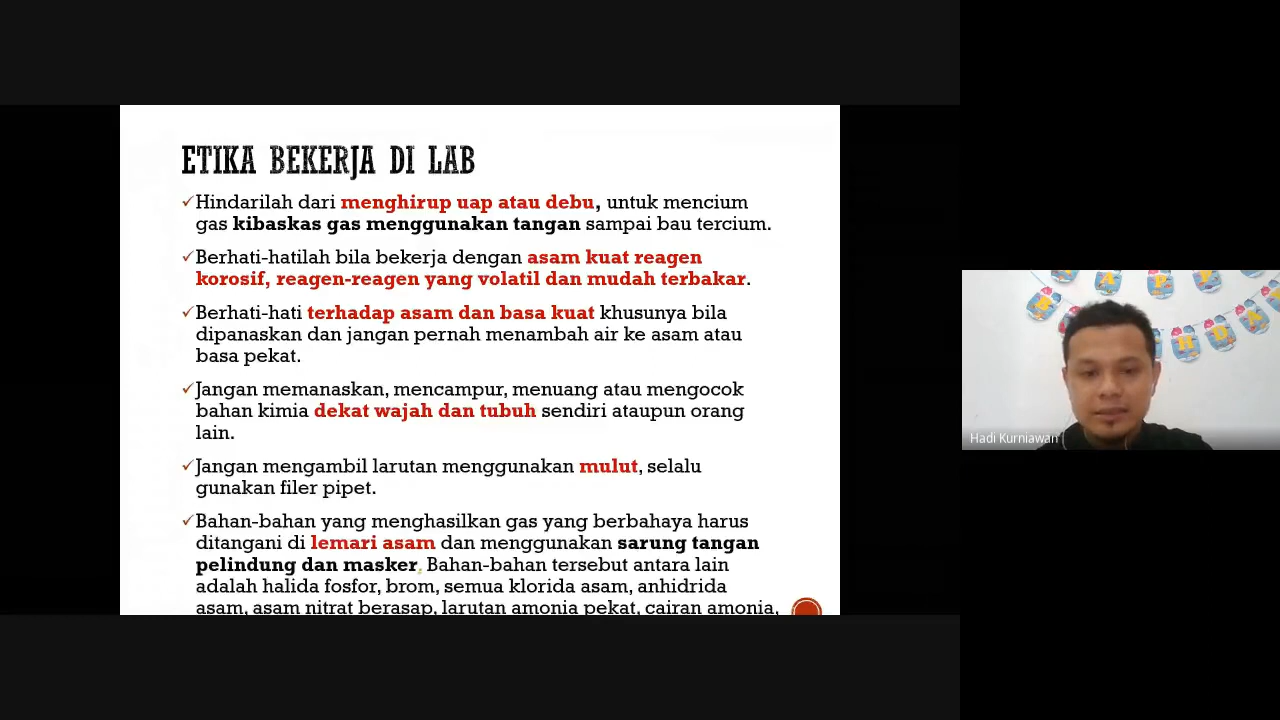 ETIKA BEKERJA DI LAB
✓Hindarilah dari menghirup uap atau debu, untuk mencium
gas kibaskas gas menggunakan tangan sampai bau tercium.
✓Berhati-hatilah bila bekerja dengan asam kuat reagen
korosif, reagen-reagen yang volatil dan mudah terbakar.
✓Berhati-hati terhadap asam dan basa kuat khusunya bila
dipanaskan dan jangan pernah menambah air ke asam atau
basa pekat.
✓Jangan memanaskan, mencampur, menuang atau mengocok
bahan kimia dekat wajah dan tubuh sendiri ataupun orang
lain.
✓Jangan mengambil larutan menggunakan mulut, selalu
gunakan filer pipet.
✓Bahan-bahan yang menghasilkan gas yang berbahaya harus
ditangani di lemari asam dan menggunakan sarung tangan
pelindung dan masker. Bahan-bahan tersebut antara lain
adalah halida fosfor, brom, semua klorida asam, anhidrida
asam, asam nitrat berasap, larutan amonia pekat, cairan amonia,
Hadi Kurniawan